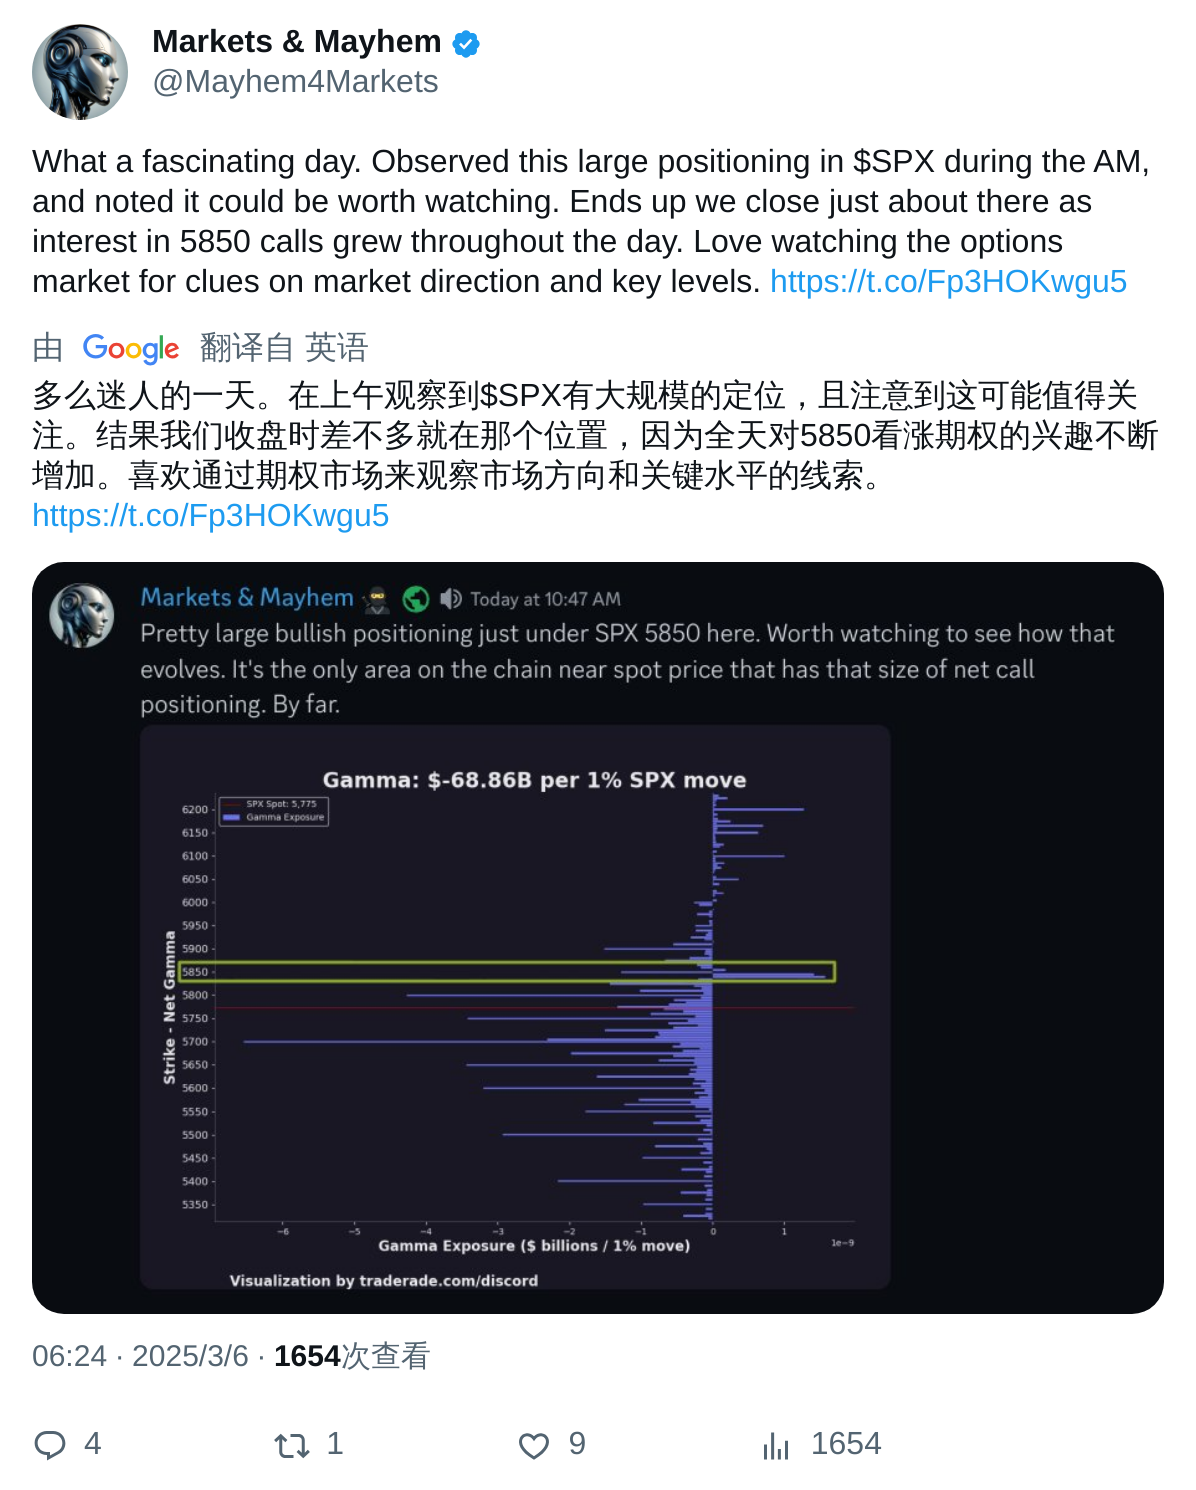 Markets & Mayhem
@Mayhem4Markets
What a fascinating day. Observed this large positioning in $SPX during the AM,
and noted it could be worth watching. Ends up we close just about there as
interest in 5850 calls grew throughout the day. Love watching the options
market for clues on market direction and key levels. https://t.co/Fp3HOKwgu5
由 Google 翻译自 英语
多么迷人的一天。在上午观察到$SPX有大规模的定位，且注意到这可能值得关
注。结果我们收盘时差不多就在那个位置，因为全天对5850看涨期权的兴趣不断
增加。喜欢通过期权市场来观察市场方向和关键水平的线索。
https://t.co/Fp3HOKwgu5
Markets & Mayhem Today at 10:47 AM
Pretty large bullish positioning just under SPX 5850 here. Worth watching to see how that
evolves. It's the only area on the chain near spot price that has that size of net call
positioning. By far.
Gamma: $-68.86B per 1% SPX move
SPX Spot: 5,775
Gamma Exposure
Strike - Net Gamma
6200
6150
6100
6050
6000
5950
5900
5850
5800
5750
5700
5650
5600
5550
5500
5450
5400
5350
−6 −5 −4 −3 −2 −1 0 1
1e−9
Gamma Exposure ($ billions / 1% move)
Visualization by traderade.com/discord
06:24 · 2025/3/6 · 1654次查看
4 1 9 1654